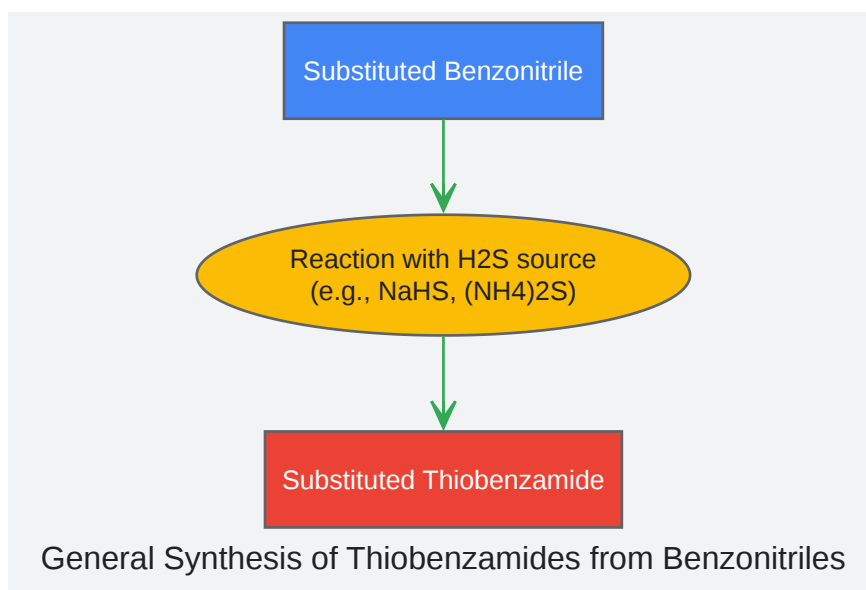 Substituted Benzonitrile
Reaction with H2S source
(e.g., NaHS, (NH4)2S)
Substituted Thiobenzamide
General Synthesis of Thiobenzamides from Benzonitriles